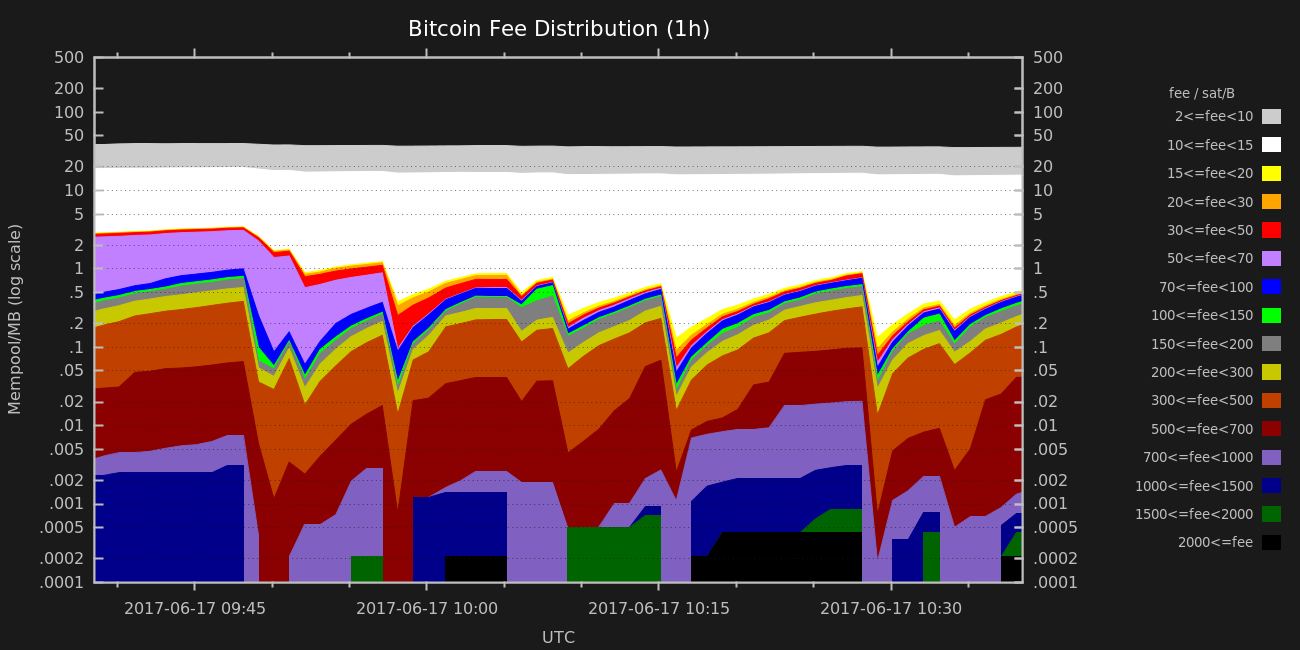 Bitcoin Fee Distribution (1h)
Mempool/MB (log scale)
500
200
100
50
20
10
5
2
1
.5
.2
.1
.05
.02
.01
.005
.002
.001
.0005
.0002
.0001
500
200
100
50
20
10
5
2
1
.5
.2
.1
.05
.02
.01
.005
.002
.001
.0005
.0002
.0001
2017-06-17 09:45
2017-06-17 10:00
2017-06-17 10:15
2017-06-17 10:30
UTC
fee / sat/B
2<=fee<10
10<=fee<15
15<=fee<20
20<=fee<30
30<=fee<50
50<=fee<70
70<=fee<100
100<=fee<150
150<=fee<200
200<=fee<300
300<=fee<500
500<=fee<700
700<=fee<1000
1000<=fee<1500
1500<=fee<2000
2000<=fee